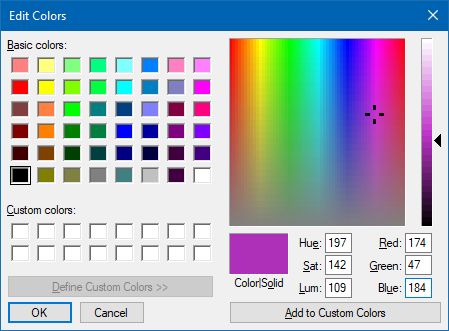 Edit Colors
Basic colors:
Custom colors:
Define Custom Colors >>
OK Cancel
Color|Solid
Hue: 197 Red: 174
Sat: 142 Green: 47
Lum: 109 Blue: 184
Add to Custom Colors